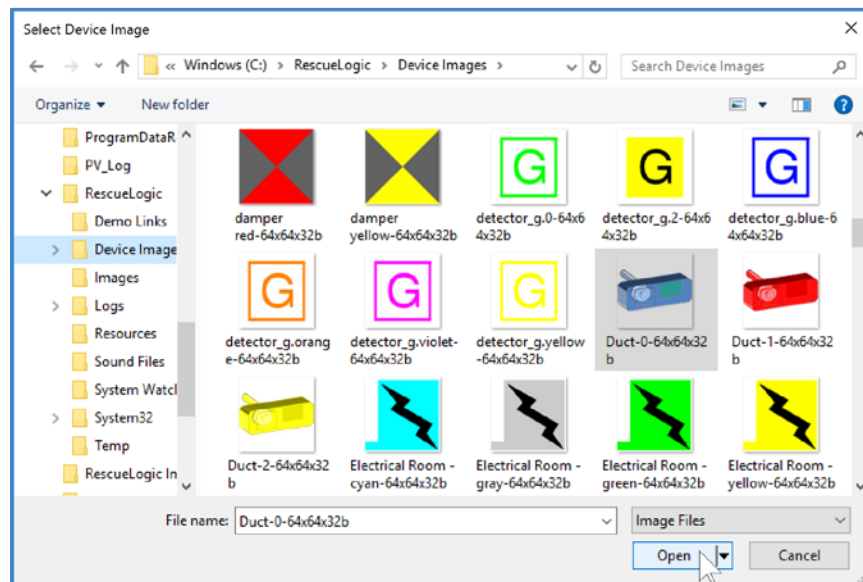 Select Device Image
« Windows (C:) > RescueLogic > Device Images >
Search Device Images
Organize
New folder
ProgramDataR
PV_Log
RescueLogic
Demo Links
Device Image
Images
Logs
Resources
Sound Files
System Watcl
System32
Temp
RescueLogic In
G
G
G
damper
red-64x64x32b
damper
yellow-64x64x32b
detector_g.0-64x6
4x32b
detector_g.2-64x6
4x32b
detector_g.blue-6
4x64x32b
G
G
G
detector_g.orang
e-64x64x32b
detector_g.violet-
64x64x32b
detector_g.yellow
-64x64x32b
Duct-0-64x64x32
b
Duct-1-64x64x32
b
Duct-2-64x64x32
b
Electrical Room -
cyan-64x64x32b
Electrical Room -
gray-64x64x32b
Electrical Room -
green-64x64x32b
Electrical Room -
yellow-64x64x32b
File name:
Duct-0-64x64x32b
Image Files
Open
Cancel